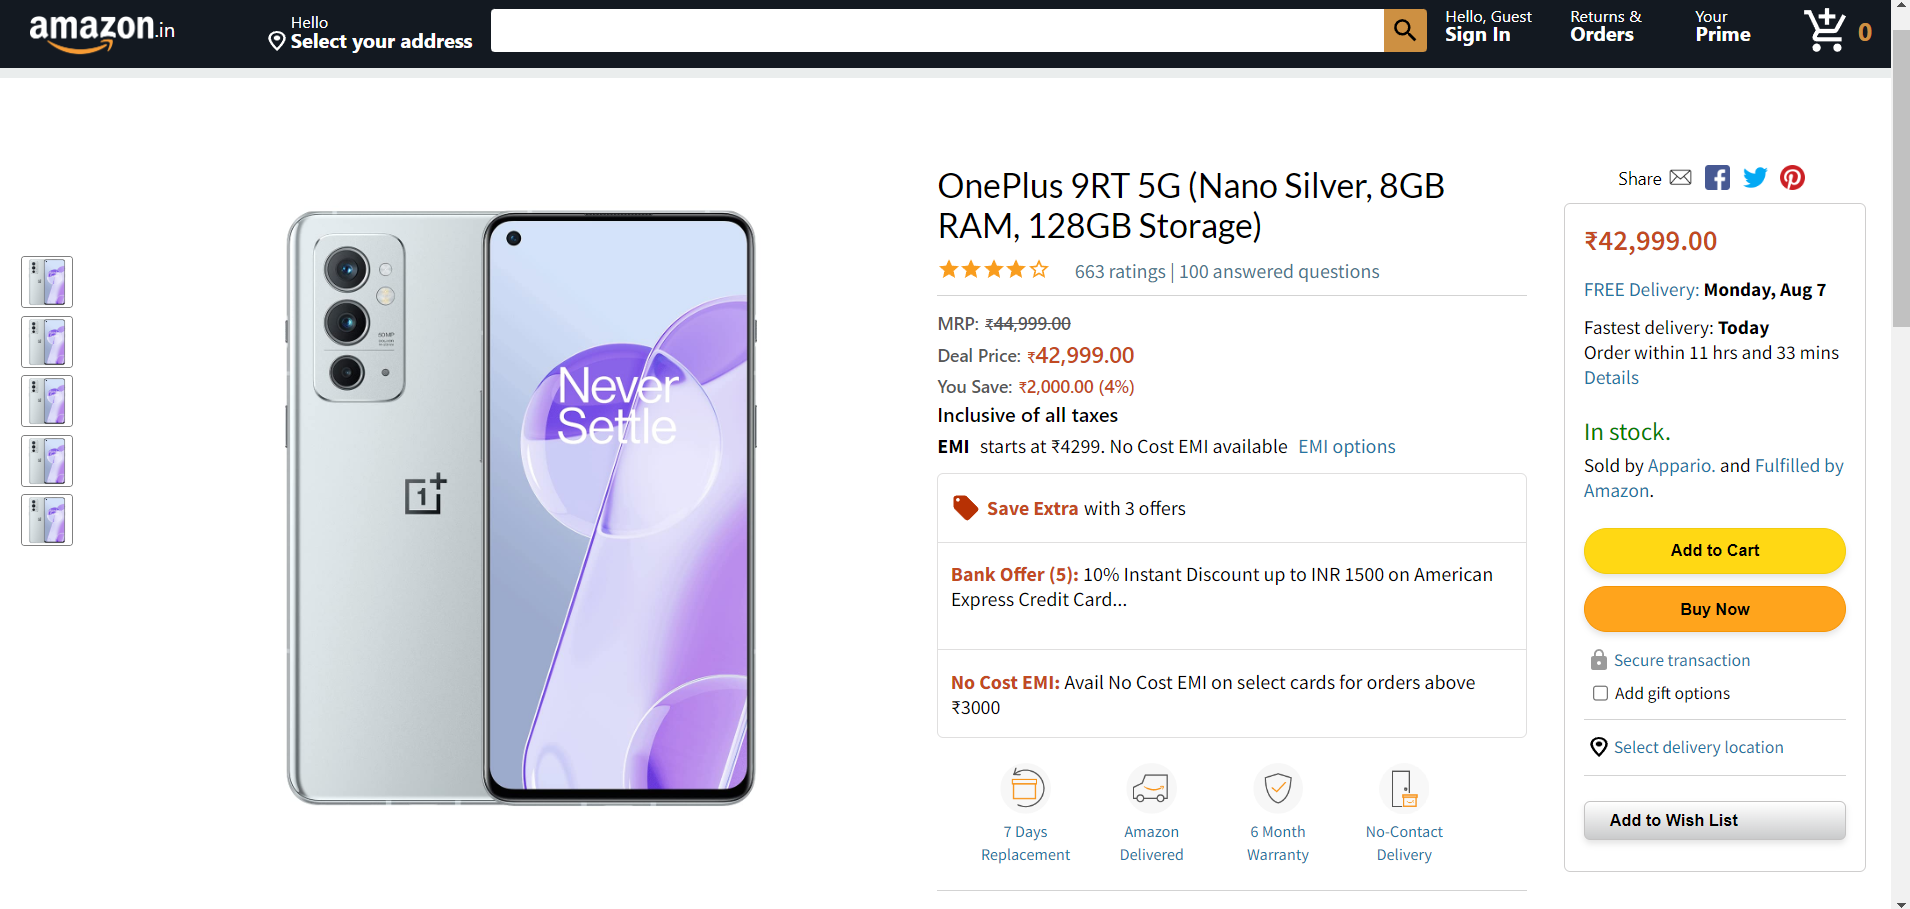 amazon.in
Hello
Select your address
Hello, Guest
Sign In
Returns &
Orders
Your
Prime
0
OnePlus 9RT 5G (Nano Silver, 8GB
RAM, 128GB Storage)
663 ratings | 100 answered questions
MRP: ₹44,999.00
Deal Price: ₹42,999.00
You Save: ₹2,000.00 (4%)
Inclusive of all taxes
EMI starts at ₹4299. No Cost EMI available EMI options
Save Extra with 3 offers
Bank Offer (5): 10% Instant Discount up to INR 1500 on American
Express Credit Card...
No Cost EMI: Avail No Cost EMI on select cards for orders above
₹3000
7 Days
Replacement
Amazon
Delivered
6 Month
Warranty
No-Contact
Delivery
Never
Settle
1+
50 MP
Share
₹42,999.00
FREE Delivery: Monday, Aug 7
Fastest delivery: Today
Order within 11 hrs and 33 mins
Details
In stock.
Sold by Appario. and Fulfilled by
Amazon.
Add to Cart
Buy Now
Secure transaction
Add gift options
Select delivery location
Add to Wish List